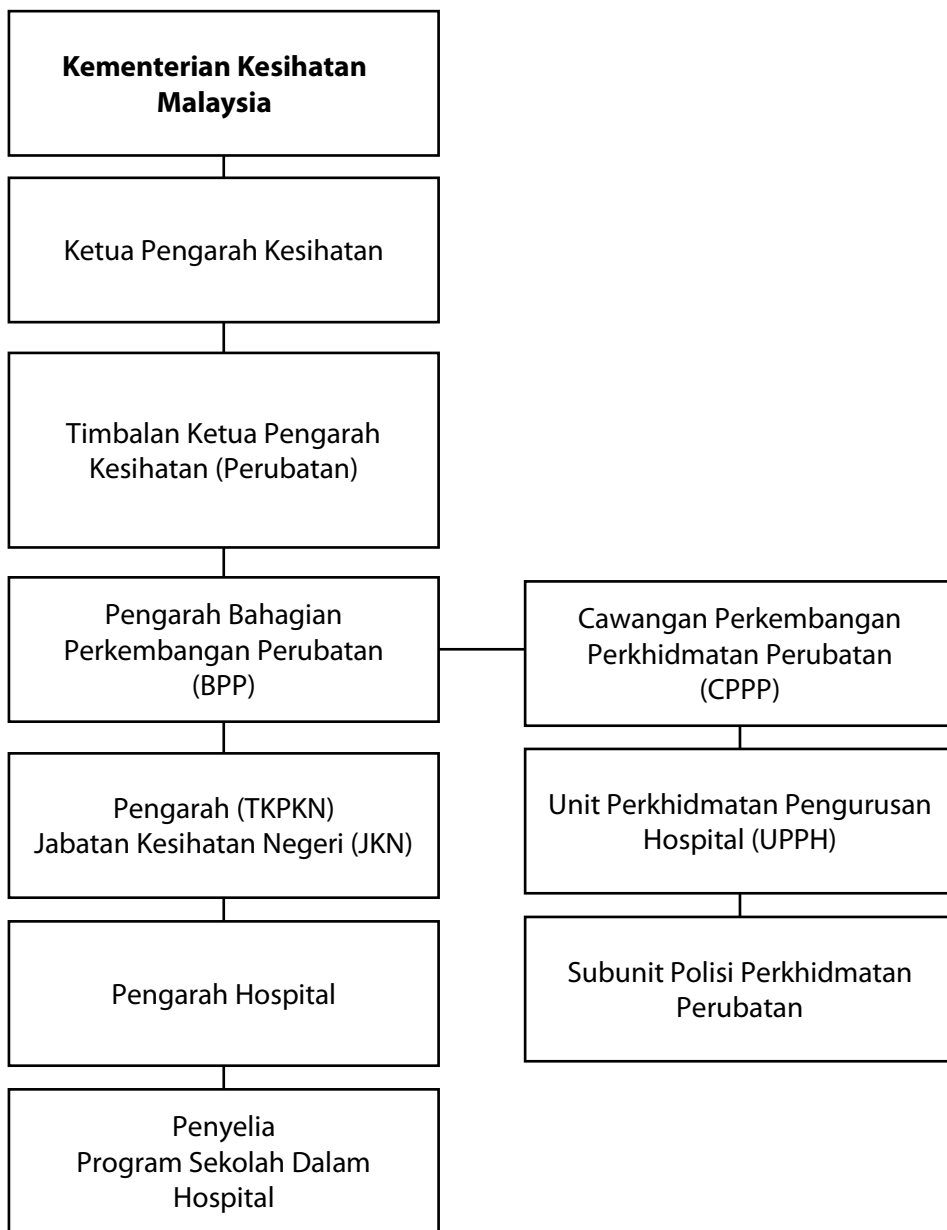 Kementerian Kesihatan
Malaysia
Ketua Pengarah Kesihatan
Timbalan Ketua Pengarah
Kesihatan (Perubatan)
Pengarah Bahagian
Perkembangan Perubatan
(BPP)
Cawangan Perkembangan
Perkhidmatan Perubatan
(CPPP)
Pengarah (TKPKN)
Jabatan Kesihatan Negeri (JKN)
Unit Perkhidmatan Pengurusan
Hospital (UPPH)
Pengarah Hospital
Subunit Polisi Perkhidmatan
Perubatan
Penyelia
Program Sekolah Dalam
Hospital